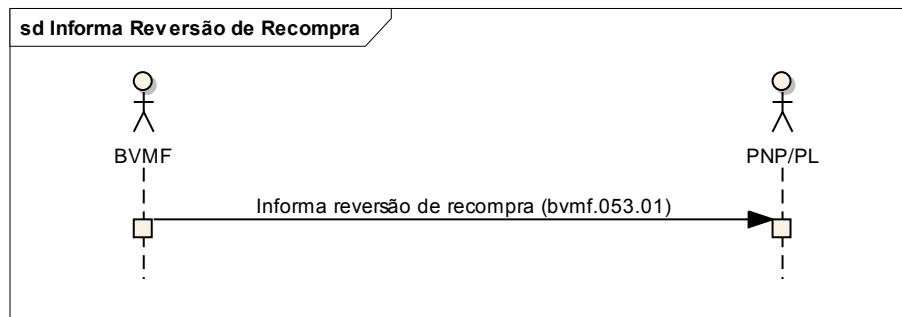 sd Informa Reversão de Recompra
BVMF
PNP/PL
Informa reversão de recompra (bvmf.053.01)